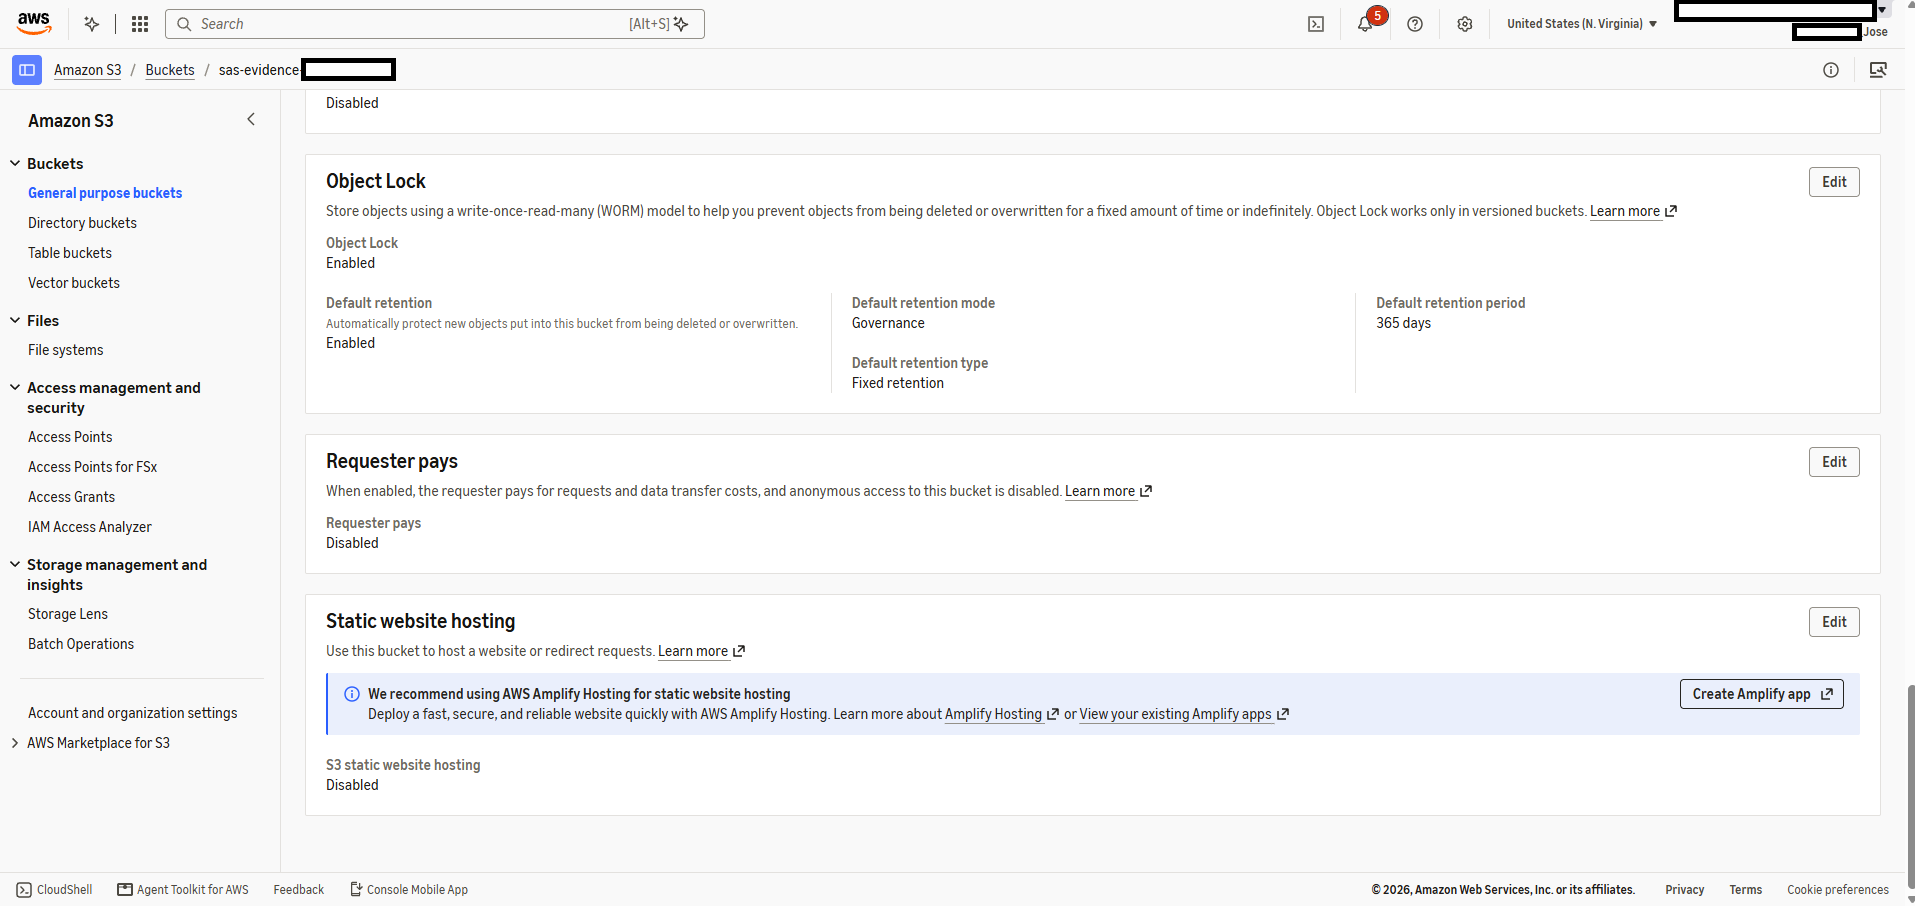 aws
Search [Alt+S]
5
United States (N. Virginia)
Jose
Amazon S3 / Buckets / sas-evidence-
Amazon S3
Buckets
General purpose buckets
Directory buckets
Table buckets
Vector buckets
Files
File systems
Access management and
security
Access Points
Access Points for FSx
Access Grants
IAM Access Analyzer
Storage management and
insights
Storage Lens
Batch Operations
Account and organization settings
AWS Marketplace for S3
Disabled
Object Lock
Edit
Store objects using a write-once-read-many (WORM) model to help you prevent objects from being deleted or overwritten for a fixed amount of time or indefinitely. Object Lock works only in versioned buckets. Learn more
Object Lock
Enabled
Default retention
Automatically protect new objects put into this bucket from being deleted or overwritten.
Enabled
Default retention mode
Governance
Default retention type
Fixed retention
Default retention period
365 days
Requester pays
Edit
When enabled, the requester pays for requests and data transfer costs, and anonymous access to this bucket is disabled. Learn more
Requester pays
Disabled
Static website hosting
Edit
Use this bucket to host a website or redirect requests. Learn more
We recommend using AWS Amplify Hosting for static website hosting
Deploy a fast, secure, and reliable website quickly with AWS Amplify Hosting. Learn more about Amplify Hosting or View your existing Amplify apps
Create Amplify app
S3 static website hosting
Disabled
CloudShell Agent Toolkit for AWS Feedback Console Mobile App
© 2026, Amazon Web Services, Inc. or its affiliates. Privacy Terms Cookie preferences